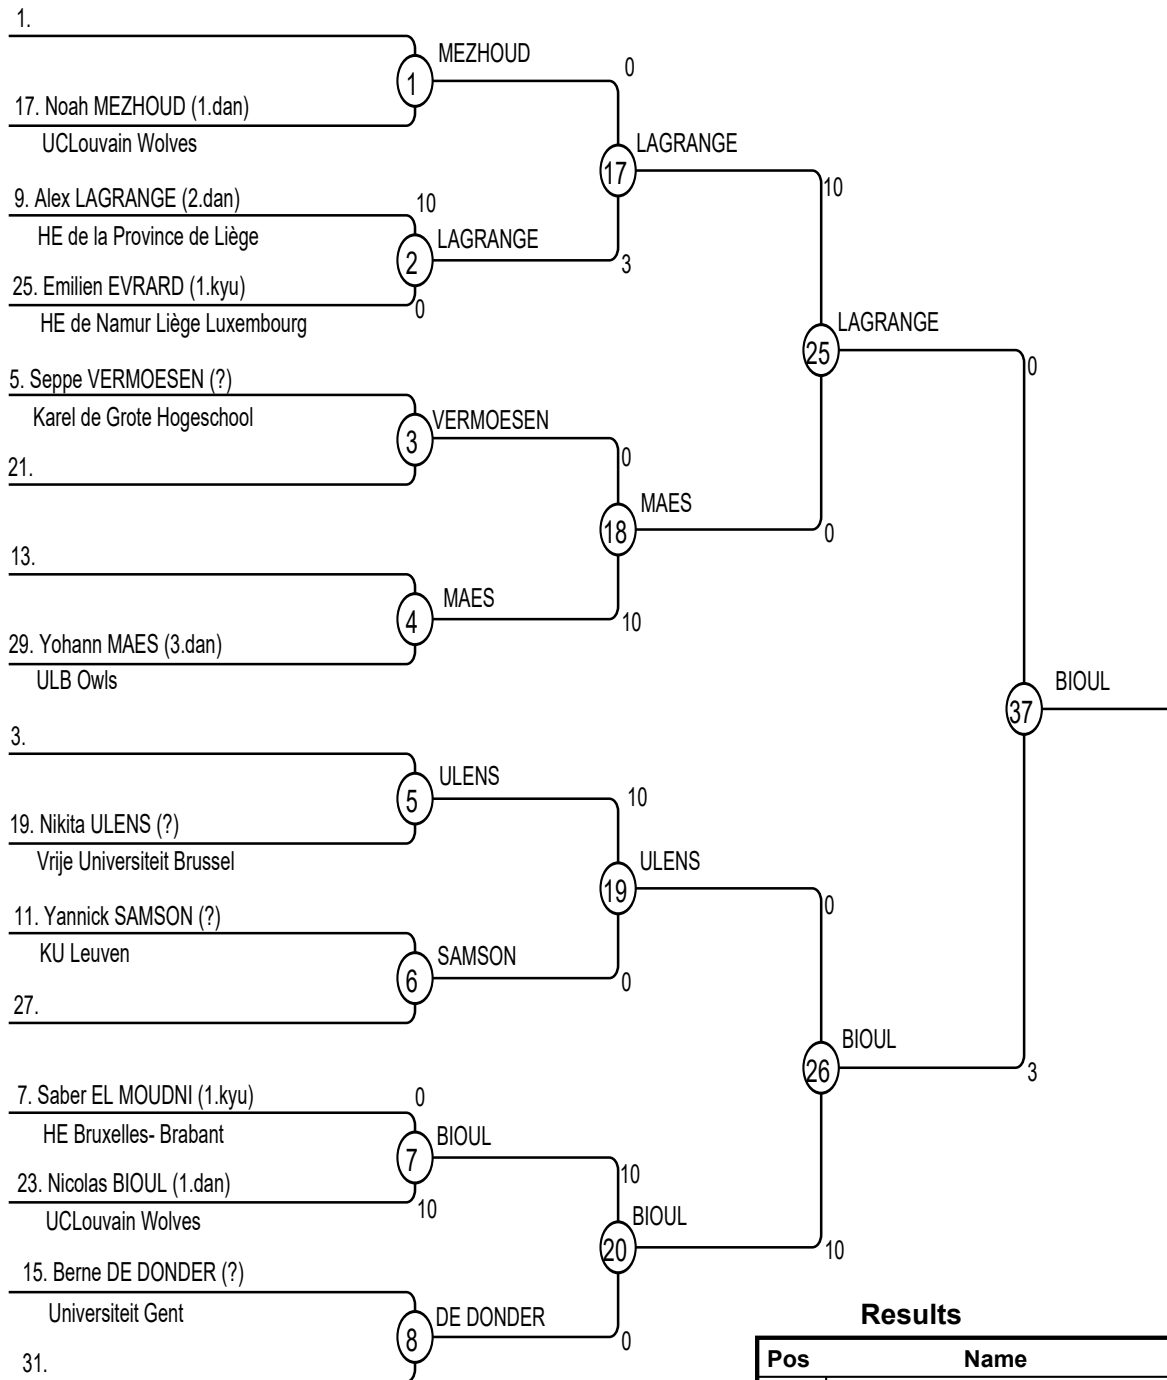 1.
MEZHOUD
0
1
17. Noah MEZHOUD (1.dan)
UCLouvain Wolves
LAGRANGE
17
10
9. Alex LAGRANGE (2.dan)
10
HE de la Province de Liège
LAGRANGE
2
3
25. Emilien EVRARD (1.kyu)
0
HE de Namur Liège Luxembourg
LAGRANGE
25
0
5. Seppe VERMOESEN (?)
Karel de Grote Hogeschool
VERMOESEN
3
0
21.
MAES
18
0
13.
MAES
4
10
29. Yohann MAES (3.dan)
ULB Owls
BIOUL
37
3.
ULENS
5
10
19. Nikita ULENS (?)
Vrije Universiteit Brussel
ULENS
19
0
11. Yannick SAMSON (?)
KU Leuven
SAMSON
6
0
27.
BIOUL
26
3
7. Saber EL MOUDNI (1.kyu)
0
HE Bruxelles- Brabant
BIOUL
7
10
23. Nicolas BIOUL (1.dan)
10
UCLouvain Wolves
BIOUL
20
10
15. Berne DE DONDER (?)
Universiteit Gent
DE DONDER
8
0
31.
Results
Pos Name